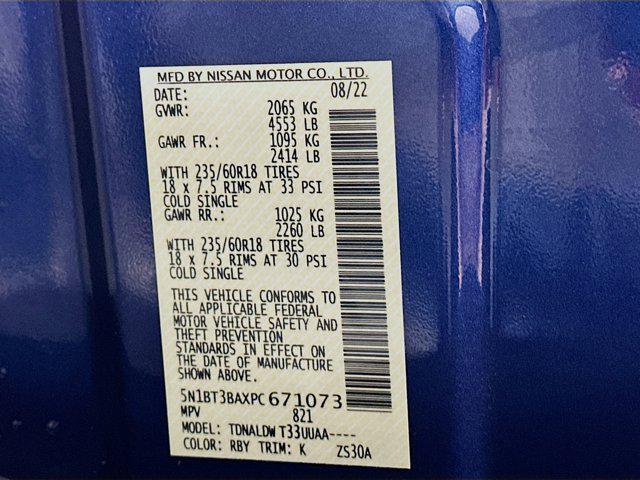 MFD BY NISSAN MOTOR CO., LTD.
DATE: 08/22
GVWR: 2065 KG
4553 LB
GAWR FR.: 1095 KG
2414 LB
WITH 235/60R18 TIRES
18 x 7.5 RIMS AT 33 PSI
COLD SINGLE
GAWR RR.: 1025 KG
2260 LB
WITH 235/60R18 TIRES
18 x 7.5 RIMS AT 30 PSI
COLD SINGLE
THIS VEHICLE CONFORMS TO
ALL APPLICABLE FEDERAL
MOTOR VEHICLE SAFETY AND
THEFT PREVENTION
STANDARDS IN EFFECT ON
THE DATE OF MANUFACTURE
SHOWN ABOVE.
5N1BT3BAXPC671073
MPV 821
MODEL: TDNALDW T33UUAA----
COLOR: RBY TRIM: K ZS30A